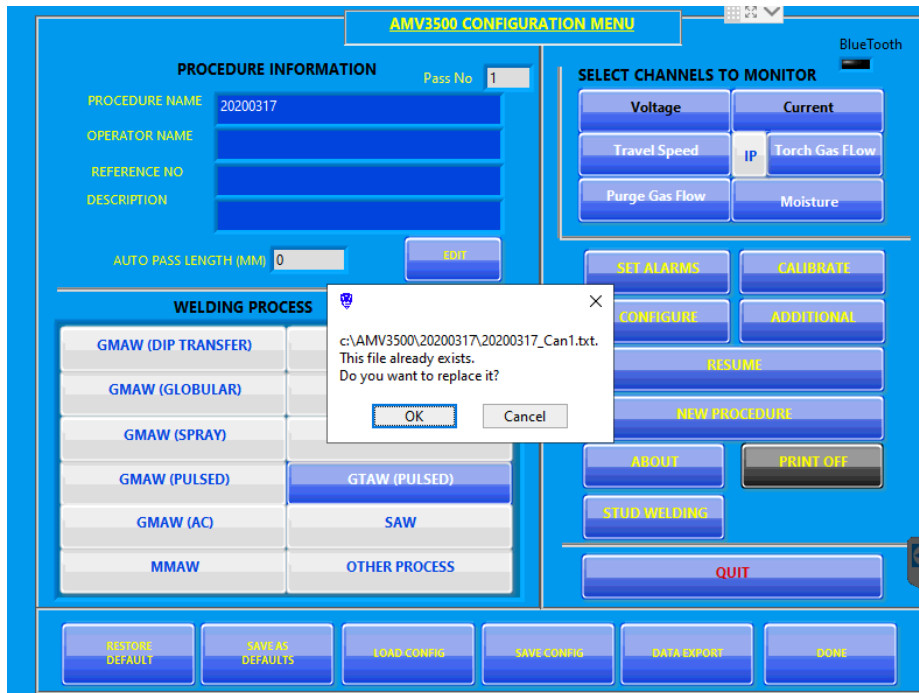 AMV3500 CONFIGURATION MENU
BlueTooth
PROCEDURE INFORMATION
Pass No 1
PROCEDURE NAME 20200317
OPERATOR NAME
REFERENCE NO
DESCRIPTION
AUTO PASS LENGTH (MM) 0
EDIT
SELECT CHANNELS TO MONITOR
Voltage Current
Travel Speed IP Torch Gas FLow
Purge Gas Flow Moisture
WELDING PROCESS
GMAW (DIP TRANSFER)
GMAW (GLOBULAR)
GMAW (SPRAY)
GMAW (PULSED) GTAW (PULSED)
GMAW (AC) SAW
MMAW OTHER PROCESS
c:\AMV3500\20200317\20200317_Can1.txt.
This file already exists.
Do you want to replace it?
OK Cancel
SET ALARMS CALIBRATE
CONFIGURE ADDITIONAL
RESUME
NEW PROCEDURE
ABOUT PRINT OFF
STUD WELDING
QUIT
RESTORE
DEFAULT
SAVE AS
DEFAULTS
LOAD CONFIG
SAVE CONFIG
DATA EXPORT
DONE